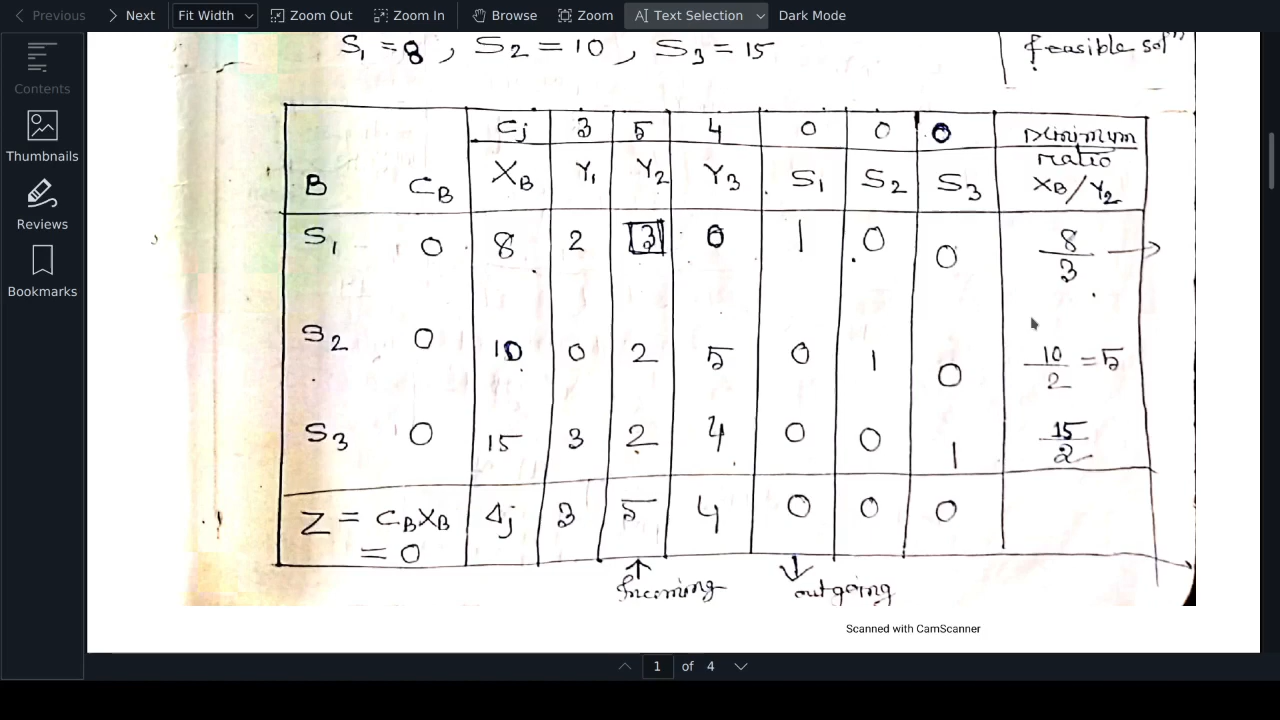 Previous Next Fit Width Zoom Out Zoom In Browse Zoom Text Selection Dark Mode
Contents
Thumbnails
Reviews
Bookmarks
S1 = 8 , S2 = 10 , S3 = 15
feasible solⁿ
Cj 3 5 4 0 0 0 Minimum ratio XB/Y2
B CB XB Y1 Y2 Y3 S1 S2 S3
S1 0 8 2 3 0 1 0 0 8/3 →
S2 0 10 0 2 5 0 1 0 10/2 = 5
S3 0 15 3 2 4 0 0 1 15/2
Z = CBXB Δj 3 5 4 0 0 0
= 0
↑ ↓
Incoming outgoing
Scanned with CamScanner
1 of 4